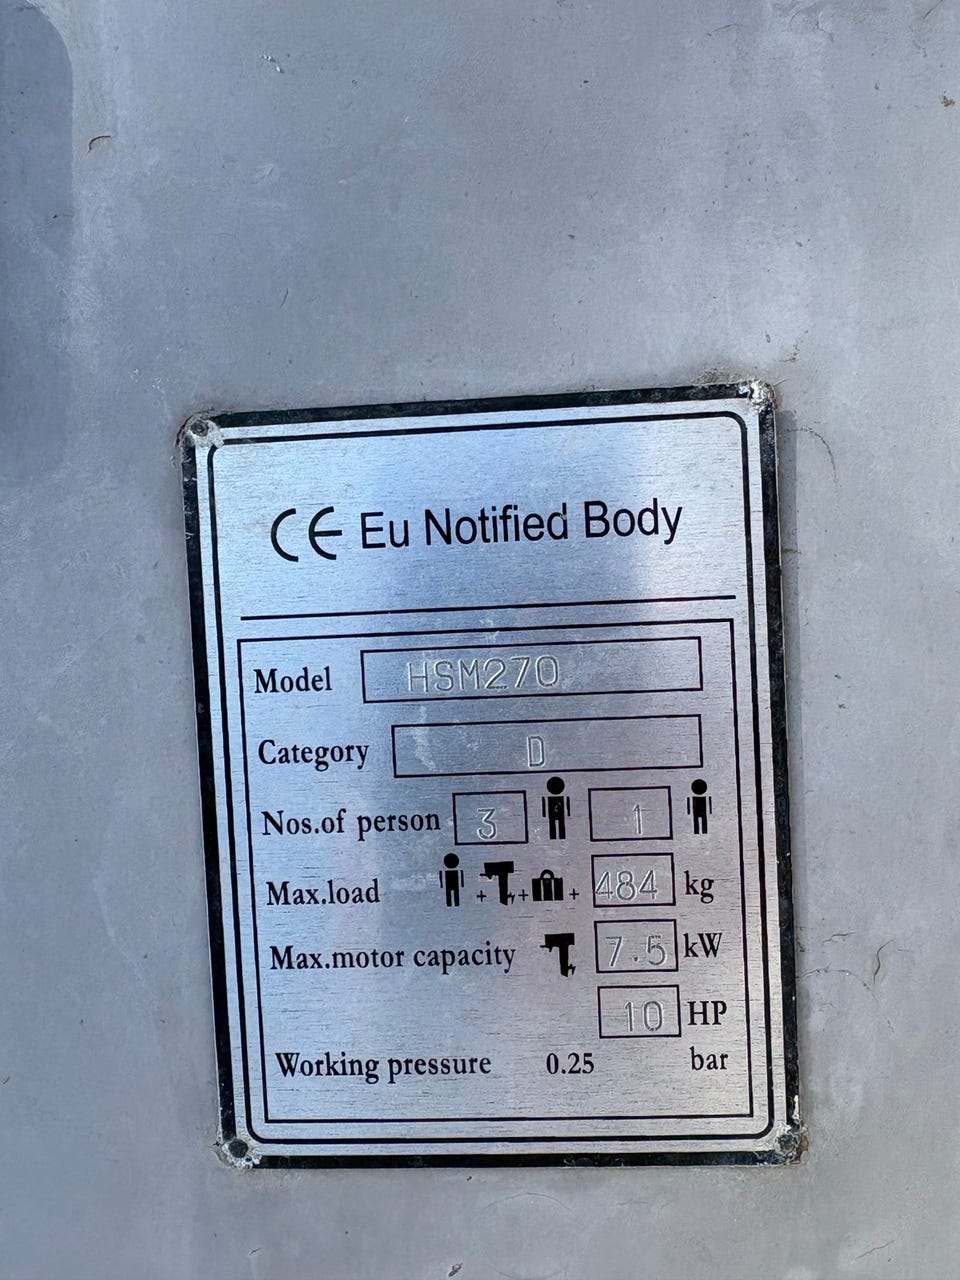 CE Eu Notified Body
Model HSM270
Category D
Nos.of person 3 1
Max.load + + + 484 kg
Max.motor capacity 7.5 kW
10 HP
Working pressure 0.25 bar